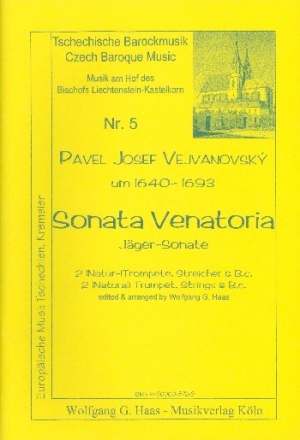 Tschechische Barockmusik
Czech Baroque Music
Musik am Hof des
Bischofs Liechtenstein-Kastelkorn
Nr. 5
PAVEL JOSEF VEJVANOVSKÝ
um 1640 - 1693
Sonata Venatoria
Jäger-Sonate
2 (Natur-)Trompete, Streicher & B.c.
2 (Natural) Trumpet, Strings & B.c.
edited & arranged by Wolfgang G. Haas
Europäische Musik: Tschechien, Kremsier
Wolfgang G. Haas - Musikverlag Köln